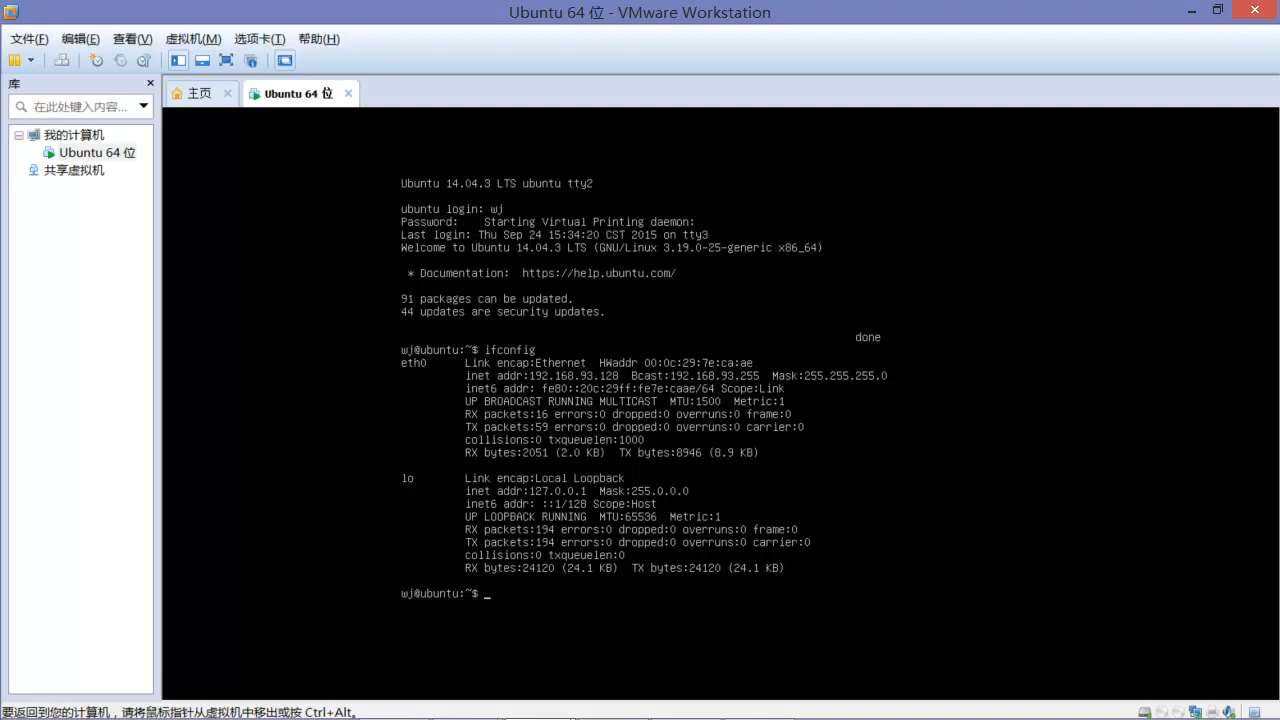 Ubuntu 64 位 - VMware Workstation
文件(F) 编辑(E) 查看(V) 虚拟机(M) 选项卡(T) 帮助(H)
库
在此处键入内容...
我的计算机
Ubuntu 64 位
共享虚拟机
主页 Ubuntu 64 位
Ubuntu 14.04.3 LTS ubuntu tty2
ubuntu login: wj
Password:    Starting Virtual Printing daemon:
Last login: Thu Sep 24 15:34:20 CST 2015 on tty3
Welcome to Ubuntu 14.04.3 LTS (GNU/Linux 3.19.0-25-generic x86_64)
* Documentation:  https://help.ubuntu.com/
91 packages can be updated.
44 updates are security updates.
done
wj@ubuntu:~$ ifconfig
eth0      Link encap:Ethernet  HWaddr 00:0c:29:7e:ca:ae
inet addr:192.168.93.128  Bcast:192.168.93.255  Mask:255.255.255.0
inet6 addr: fe80::20c:29ff:fe7e:caae/64 Scope:Link
UP BROADCAST RUNNING MULTICAST  MTU:1500  Metric:1
RX packets:16 errors:0 dropped:0 overruns:0 frame:0
TX packets:59 errors:0 dropped:0 overruns:0 carrier:0
collisions:0 txqueuelen:1000
RX bytes:2051 (2.0 KB)  TX bytes:8946 (8.9 KB)
lo        Link encap:Local Loopback
inet addr:127.0.0.1  Mask:255.0.0.0
inet6 addr: ::1/128 Scope:Host
UP LOOPBACK RUNNING  MTU:65536  Metric:1
RX packets:194 errors:0 dropped:0 overruns:0 frame:0
TX packets:194 errors:0 dropped:0 overruns:0 carrier:0
collisions:0 txqueuelen:0
RX bytes:24120 (24.1 KB)  TX bytes:24120 (24.1 KB)
wj@ubuntu:~$ _
要返回到您的计算机，请将鼠标指针从虚拟机中移出或按 Ctrl+Alt。